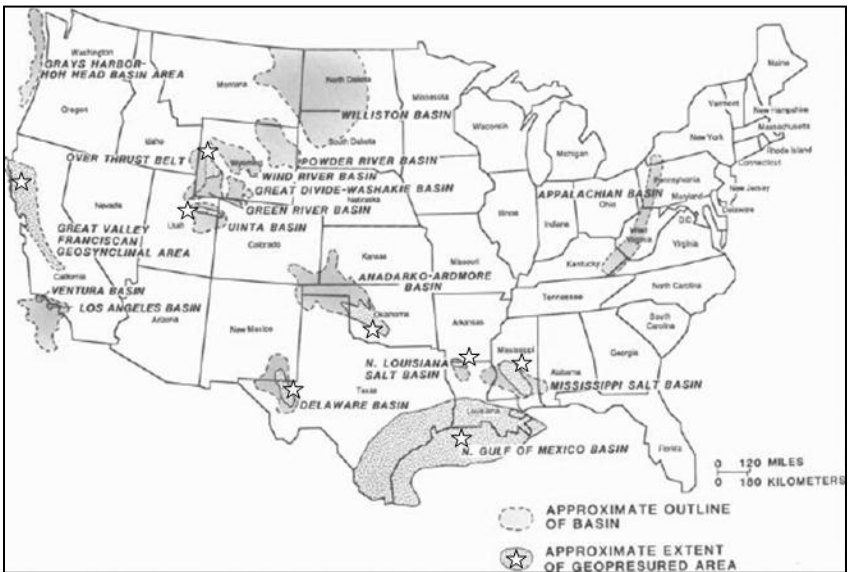 Washington
GRAYS HARBOR-
HOH HEAD BASIN AREA
Oregon
Idaho
Montana
North Dakota
WILLISTON BASIN
South Dakota
Minnesota
Wisconsin
Michigan
Maine
Vermont
New Hampshire
Massachusetts
Rhode Island
Connecticut
New York
Pennsylvania
New Jersey
Maryland
Delaware
D.C.
OVER THRUST BELT
Wyoming
POWDER RIVER BASIN
WIND RIVER BASIN
GREAT DIVIDE-WASHAKIE BASIN
Nebraska
GREEN RIVER BASIN
UINTA BASIN
Nevada
Utah
Colorado
GREAT VALLEY
FRANCISCAN
GEOSYNCLINAL AREA
California
VENTURA BASIN
LOS ANGELES BASIN
Arizona
New Mexico
Kansas
ANADARKO-ARDMORE
BASIN
Oklahoma
Missouri
Illinois
Indiana
Ohio
APPALACHIAN BASIN
West
Virginia
Virginia
Kentucky
North Carolina
Tennessee
South
Carolina
Arkansas
Mississippi
Alabama
Georgia
N. LOUISIANA
SALT BASIN
MISSISSIPPI SALT BASIN
Texas
DELAWARE BASIN
Louisiana
N. GULF OF MEXICO BASIN
Florida
0 120 MILES
0 180 KILOMETERS
APPROXIMATE OUTLINE
OF BASIN
APPROXIMATE EXTENT
OF GEOPRESURED AREA